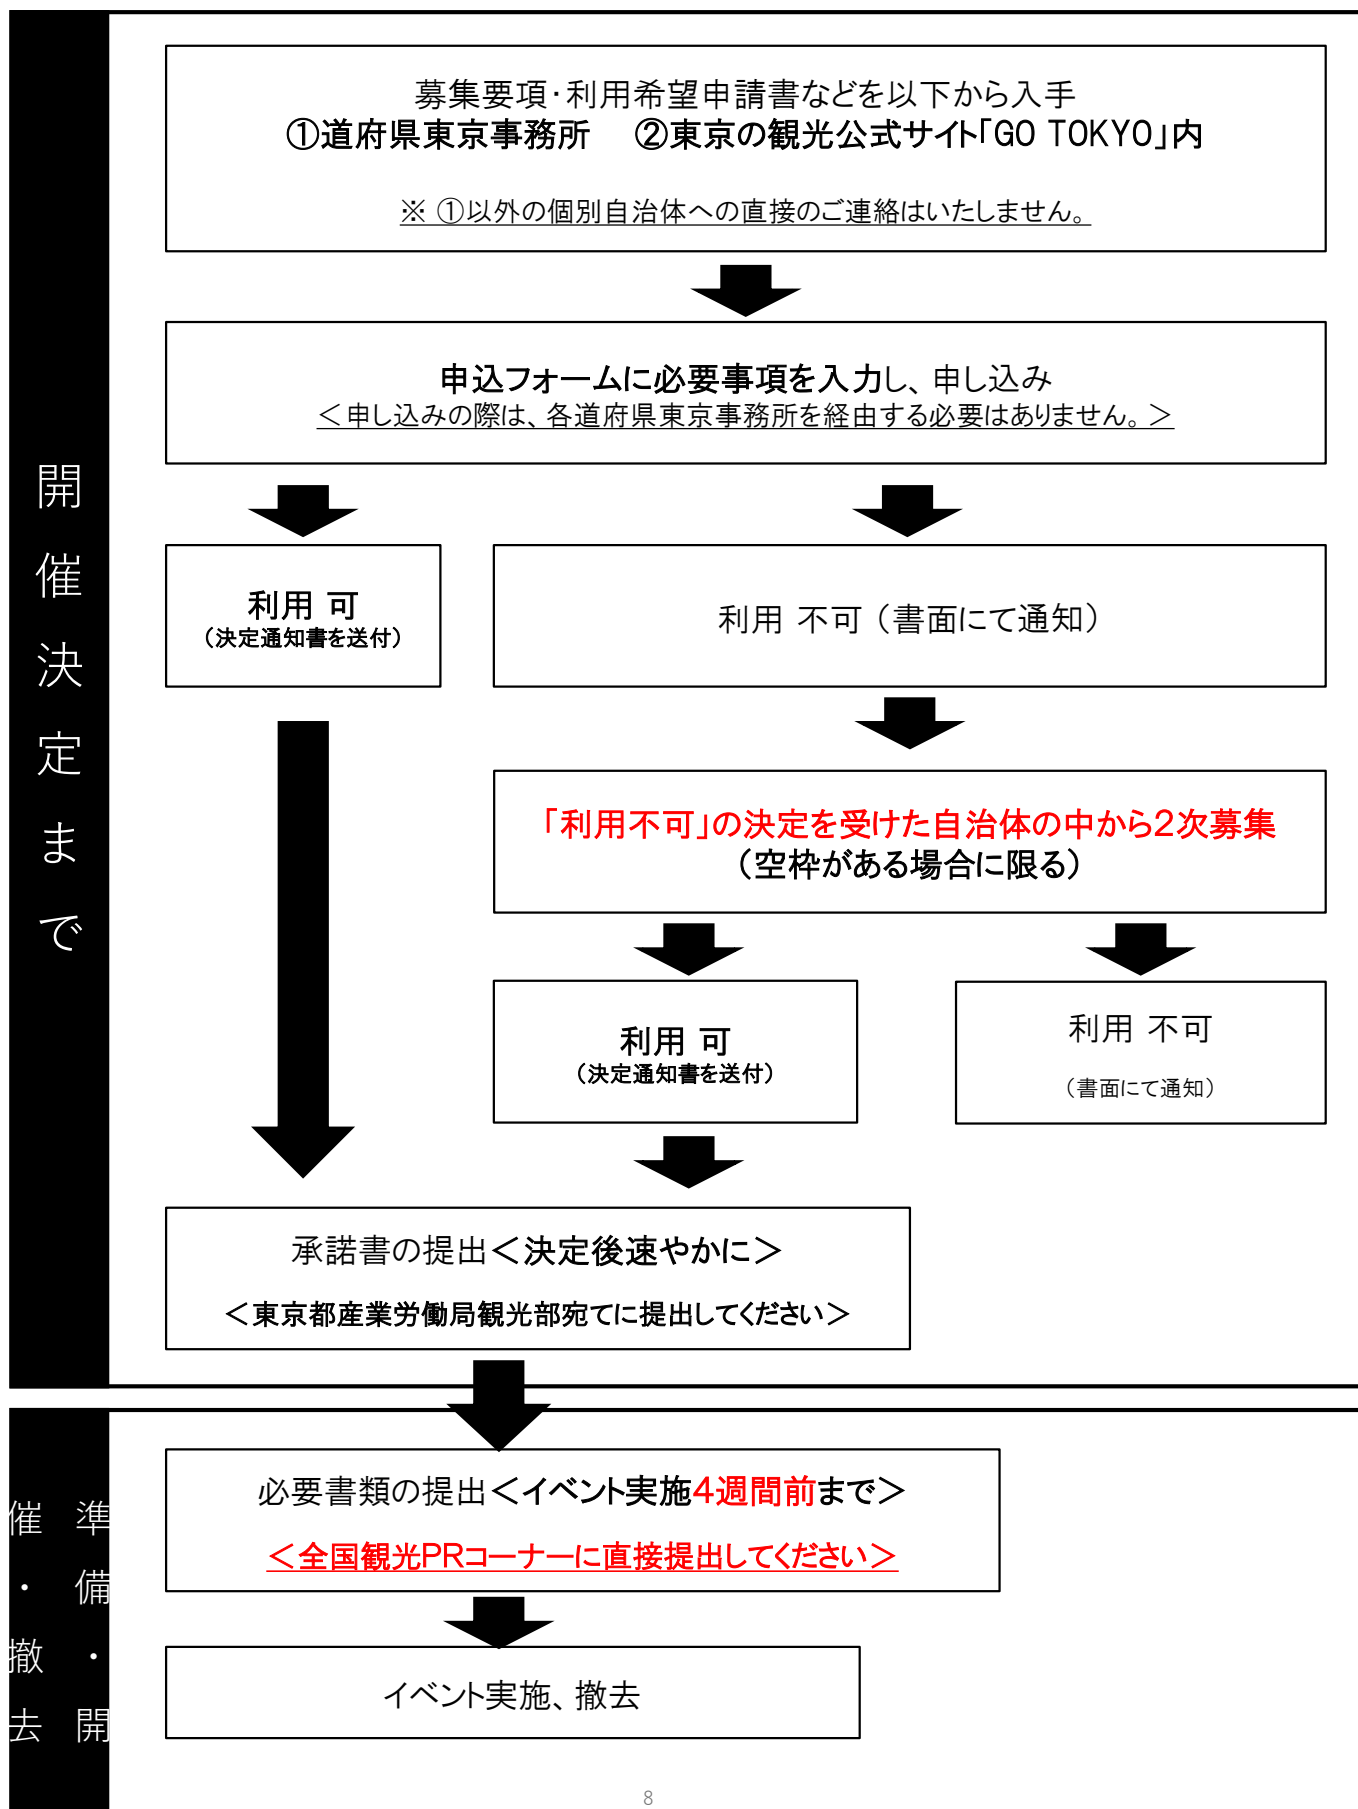 募集要項・利用希望申請書などを以下から入手
①道府県東京事務所　②東京の観光公式サイト「GO TOKYO」内
※ ①以外の個別自治体への直接のご連絡はいたしません。
申込フォームに必要事項を入力し、申し込み
＜申し込みの際は、各道府県東京事務所を経由する必要はありません。＞
開催決定まで
利用 可
（決定通知書を送付）
利用 不可（書面にて通知）
「利用不可」の決定を受けた自治体の中から2次募集
（空枠がある場合に限る）
利用 可
（決定通知書を送付）
利用 不可
（書面にて通知）
承諾書の提出＜決定後速やかに＞
＜東京都産業労働局観光部宛てに提出してください＞
準備・開
催・撤去
必要書類の提出＜イベント実施4週間前まで＞
＜全国観光PRコーナーに直接提出してください＞
イベント実施、撤去
8